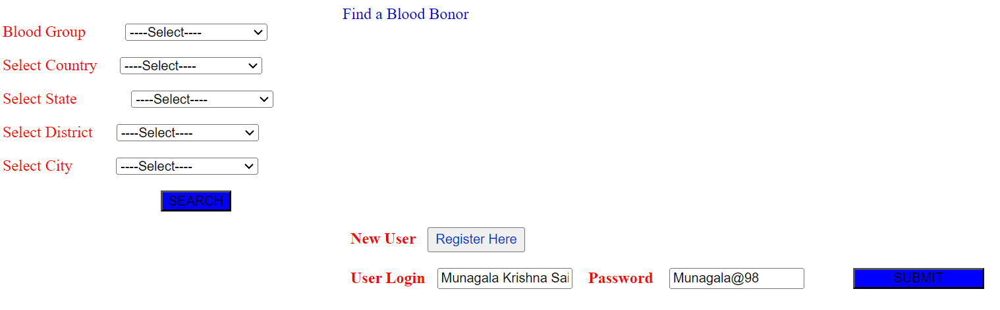 Find a Blood Bonor
Blood Group ----Select----
Select Country ----Select----
Select State ----Select----
Select District ----Select----
Select City ----Select----
SEARCH
New User Register Here
User Login Munagala Krishna Sai Password Munagala@98 SUBMIT